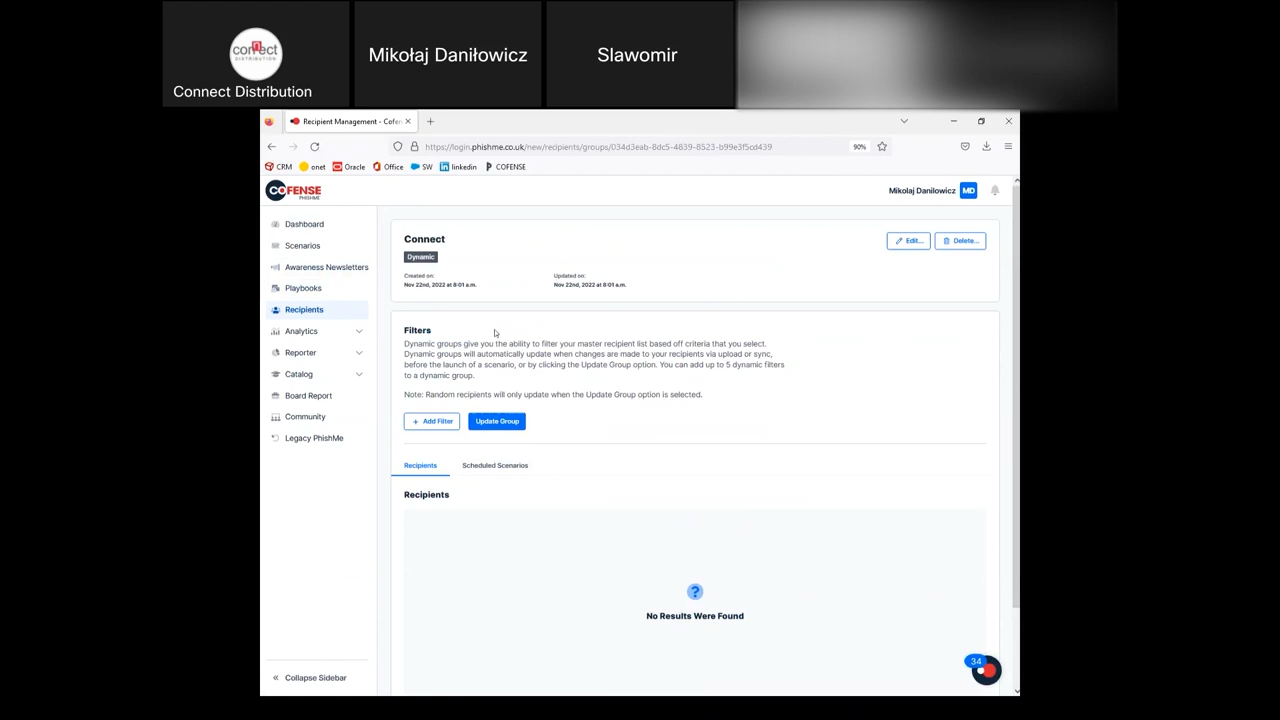 connect
DISTRIBUTION
Connect Distribution
Mikołaj Daniłowicz
Slawomir
Recipient Management - Cofen
https://login.phishme.co.uk/new/recipients/groups/034d3eab-8dc5-4839-8523-b99e3f5cd439
90%
CRM
onet
Oracle
Office
SW
linkedin
COFENSE
COFENSE
PHISHME
Mikolaj Danilowicz
MD
Dashboard
Scenarios
Awareness Newsletters
Playbooks
Recipients
Analytics
Reporter
Catalog
Board Report
Community
Legacy PhishMe
Collapse Sidebar
Connect
Edit...
Delete...
Dynamic
Created on:
Updated on:
Nov 22nd, 2022 at 8:01 a.m.
Nov 22nd, 2022 at 8:01 a.m.
Filters
Dynamic groups give you the ability to filter your master recipient list based off criteria that you select.
Dynamic groups will automatically update when changes are made to your recipients via upload or sync,
before the launch of a scenario, or by clicking the Update Group option. You can add up to 5 dynamic filters
to a dynamic group.
Note: Random recipients will only update when the Update Group option is selected.
+ Add Filter
Update Group
Recipients
Scheduled Scenarios
Recipients
?
No Results Were Found
34